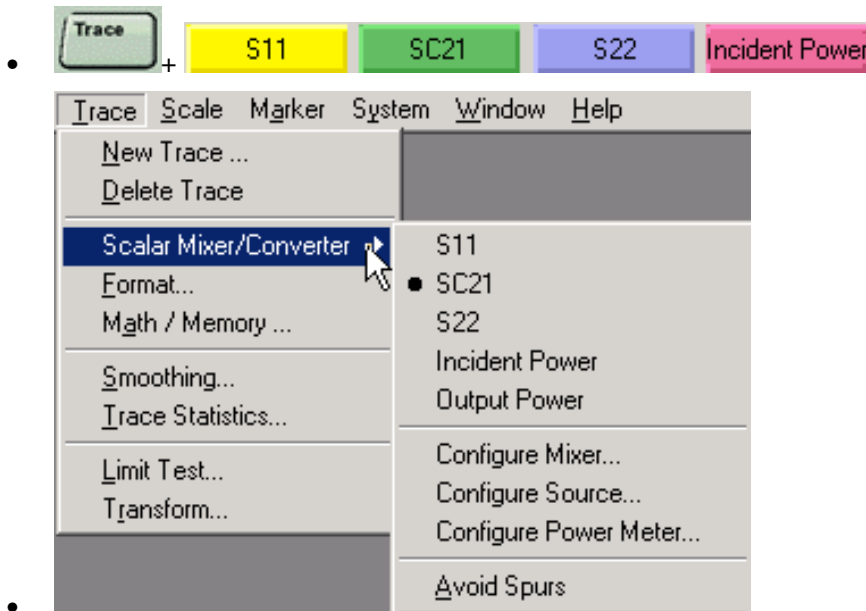 • Trace + S11 SC21 S22 Incident Power
Trace Scale Marker System Window Help
New Trace ...
Delete Trace
Scalar Mixer/Converter
Format...
Math / Memory ...
Smoothing...
Trace Statistics...
Limit Test...
Transform...
S11
• SC21
S22
Incident Power
Output Power
Configure Mixer...
Configure Source...
Configure Power Meter...
Avoid Spurs
•